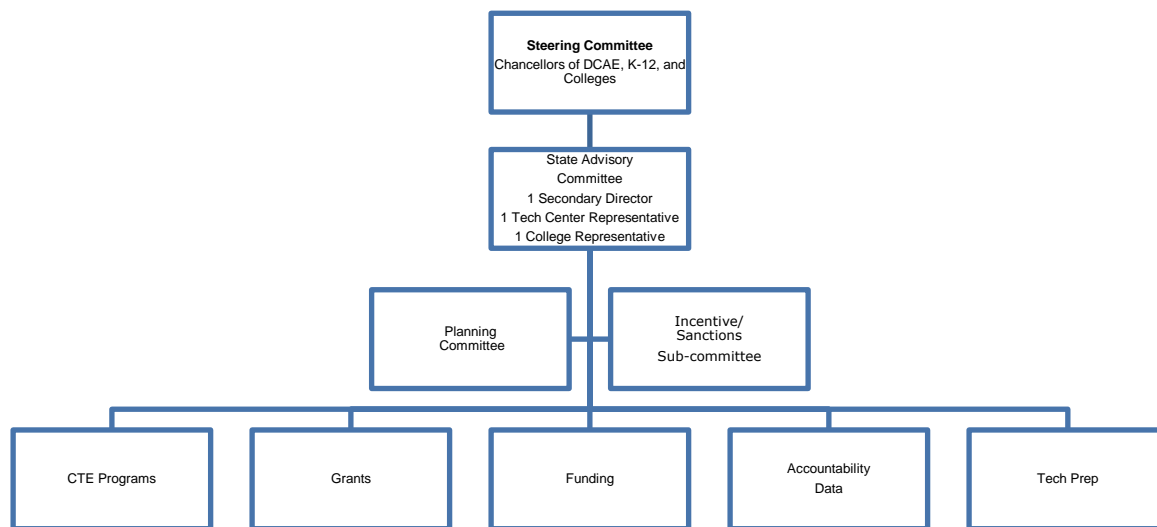 Steering Committee
Chancellors of DCAE, K-12, and
Colleges
State Advisory
Committee
1 Secondary Director
1 Tech Center Representative
1 College Representative
Planning
Committee
Incentive/
Sanctions
Sub-committee
CTE Programs
Grants
Funding
Accountability
Data
Tech Prep